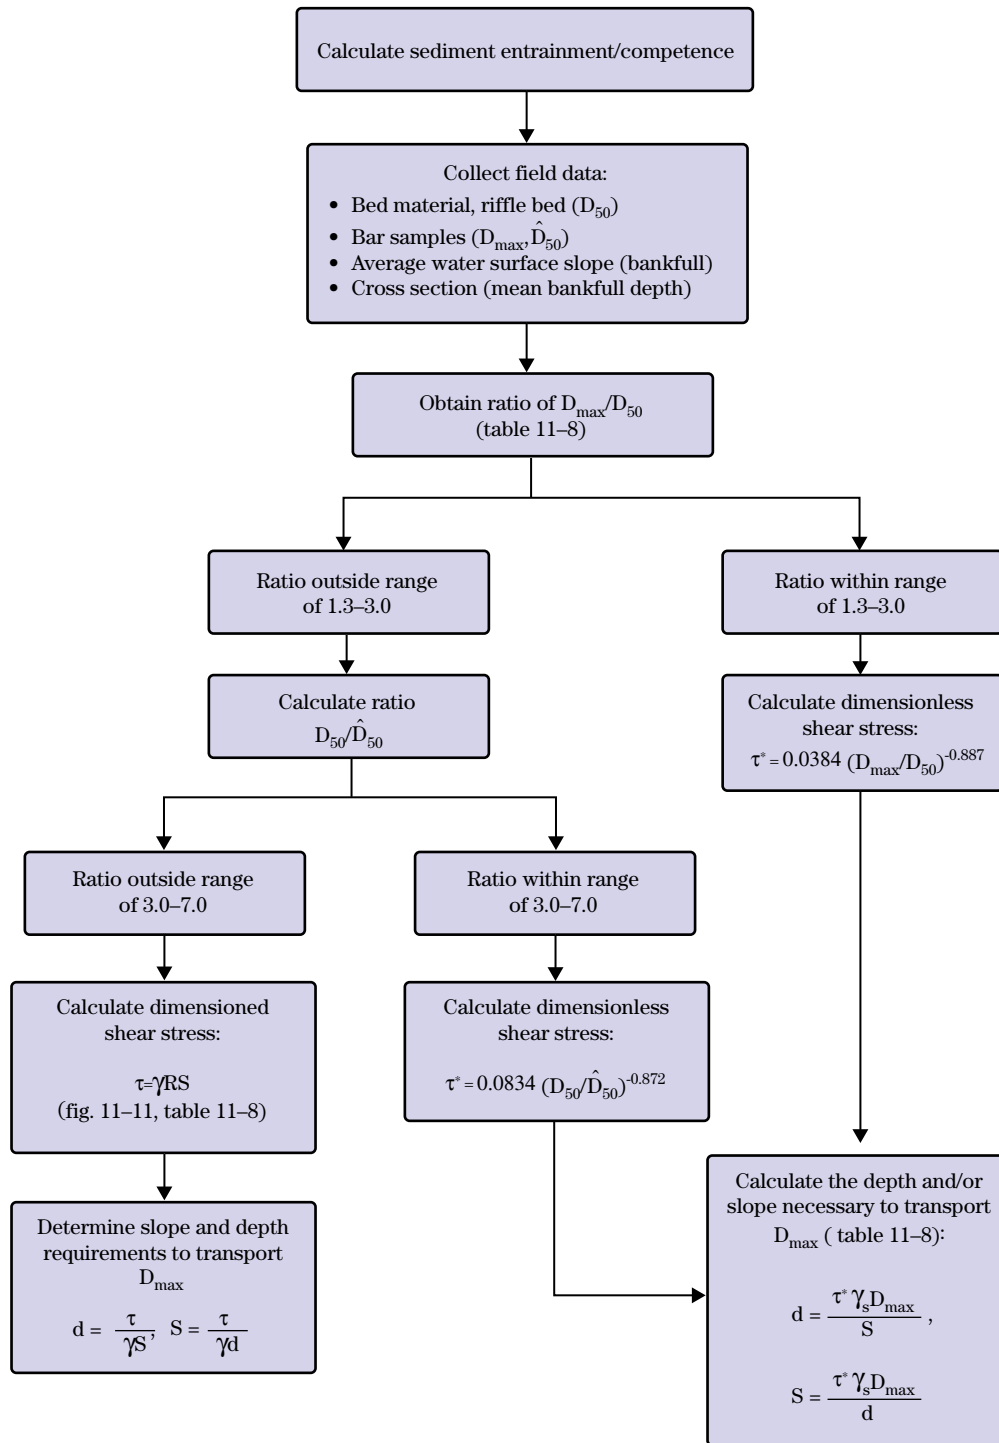 Calculate sediment entrainment/competence
Collect field data:
• Bed material, riffle bed (D₅₀)
• Bar samples (Dₘₐₓ, D̂₅₀)
• Average water surface slope (bankfull)
• Cross section (mean bankfull depth)
Obtain ratio of Dₘₐₓ/D₅₀
(table 11–8)
Ratio outside range
of 1.3–3.0
Ratio within range
of 1.3–3.0
Calculate ratio
D₅₀/D̂₅₀
Calculate dimensionless
shear stress:
τ* = 0.0384 (Dₘₐₓ/D₅₀)⁻⁰·⁸⁸⁷
Ratio outside range
of 3.0–7.0
Ratio within range
of 3.0–7.0
Calculate dimensioned
shear stress:
τ=γRS
(fig. 11–11, table 11–8)
Calculate dimensionless
shear stress:
τ* = 0.0834 (D₅₀/D̂₅₀)⁻⁰·⁸⁷²
Determine slope and depth
requirements to transport
Dₘₐₓ
d = τ/γS, S = τ/γd
Calculate the depth and/or
slope necessary to transport
Dₘₐₓ ( table 11–8):
d = τ* γₛDₘₐₓ/S ,
S = τ* γₛDₘₐₓ/d